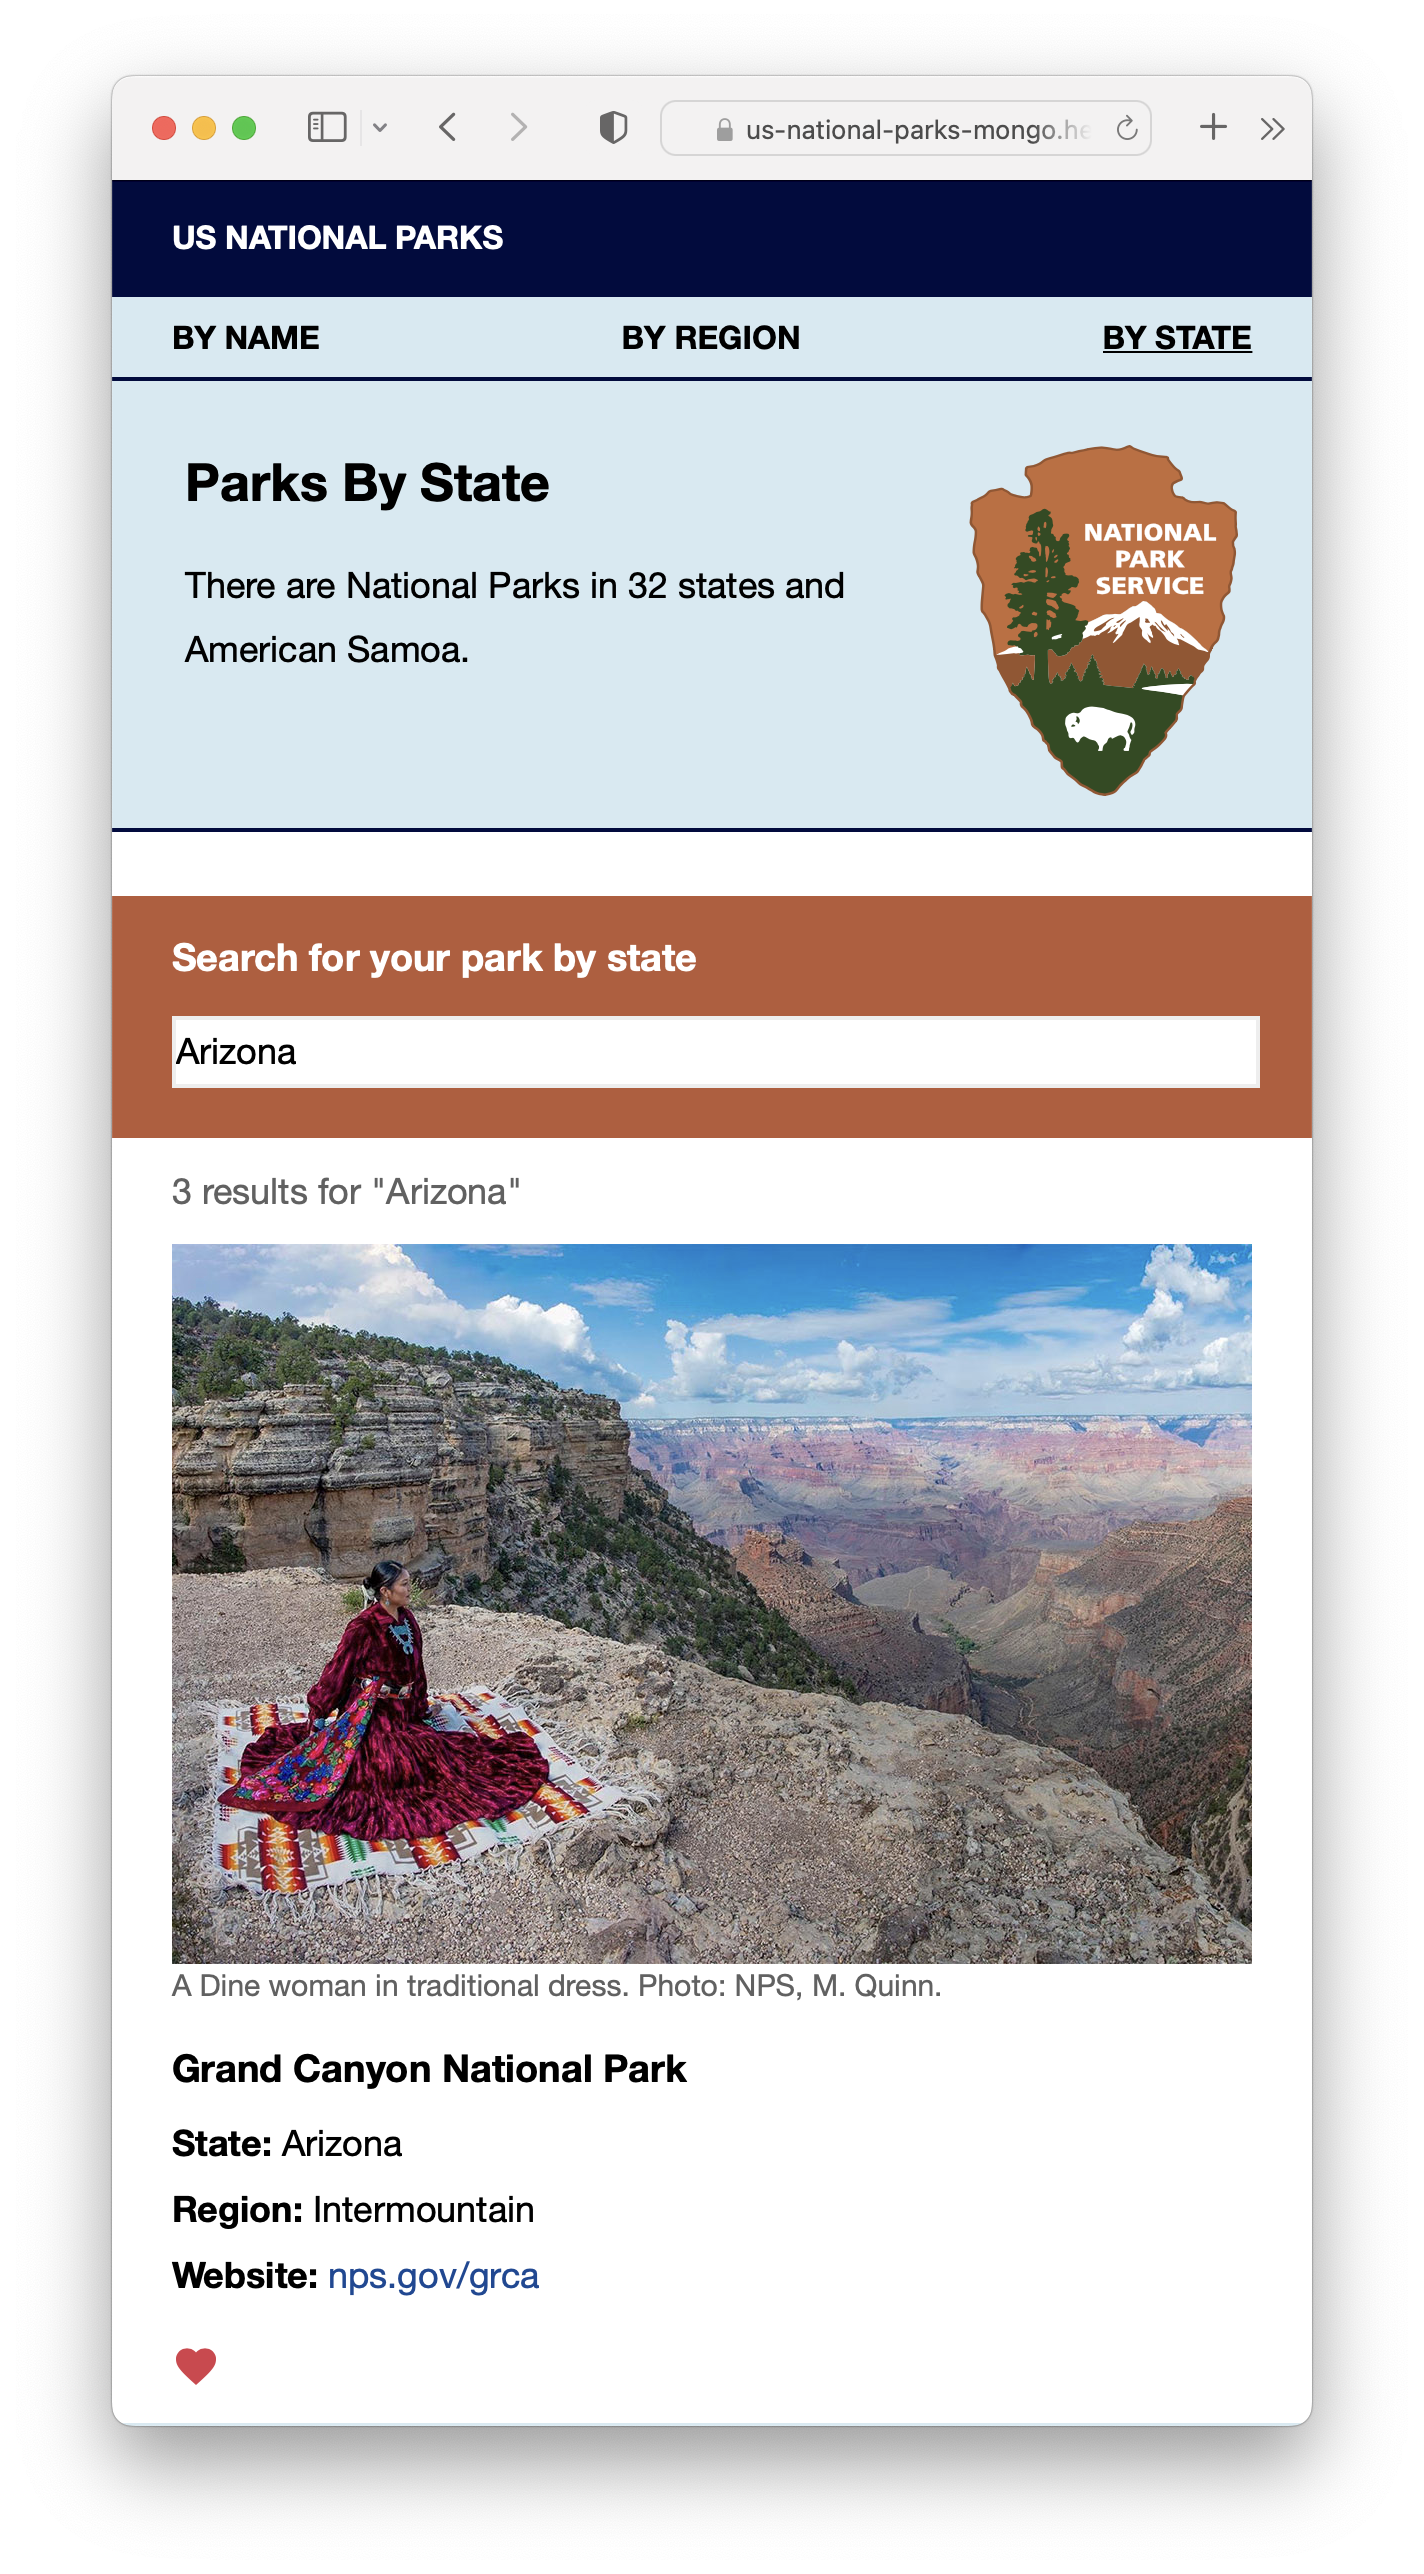 us-national-parks-mongo.he
US NATIONAL PARKS
BY NAME BY REGION BY STATE
Parks By State
There are National Parks in 32 states and
American Samoa.
NATIONAL
PARK
SERVICE
Search for your park by state
Arizona
3 results for "Arizona"
A Dine woman in traditional dress. Photo: NPS, M. Quinn.
Grand Canyon National Park
State: Arizona
Region: Intermountain
Website: nps.gov/grca